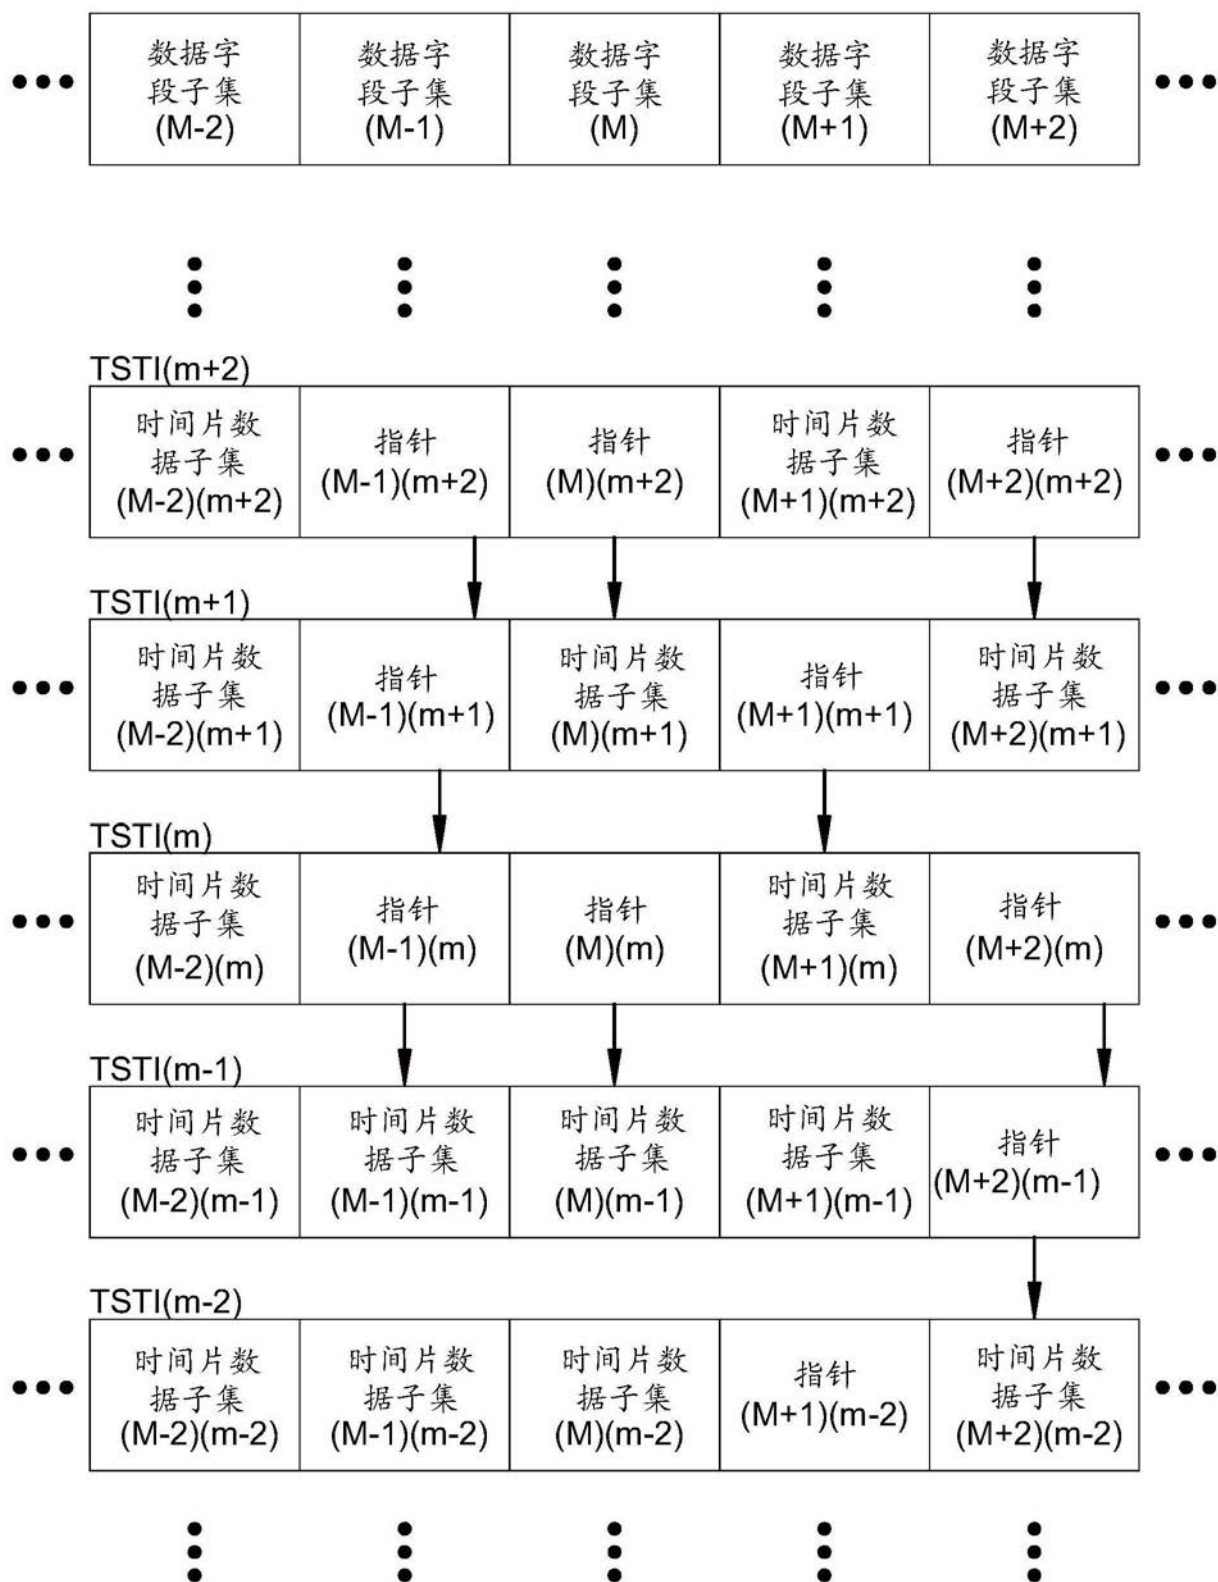 数据字 数据字 数据字 数据字 数据字
段子集 段子集 段子集 段子集 段子集
(M-2) (M-1) (M) (M+1) (M+2)
TSTI(m+2)
时间片数
据子集
(M-2)(m+2)
指针
(M-1)(m+2)
指针
(M)(m+2)
时间片数
据子集
(M+1)(m+2)
指针
(M+2)(m+2)
TSTI(m+1)
时间片数
据子集
(M-2)(m+1)
指针
(M-1)(m+1)
时间片数
据子集
(M)(m+1)
指针
(M+1)(m+1)
时间片数
据子集
(M+2)(m+1)
TSTI(m)
时间片数
据子集
(M-2)(m)
指针
(M-1)(m)
指针
(M)(m)
时间片数
据子集
(M+1)(m)
指针
(M+2)(m)
TSTI(m-1)
时间片数
据子集
(M-2)(m-1)
时间片数
据子集
(M-1)(m-1)
时间片数
据子集
(M)(m-1)
时间片数
据子集
(M+1)(m-1)
指针
(M+2)(m-1)
TSTI(m-2)
时间片数
据子集
(M-2)(m-2)
时间片数
据子集
(M-1)(m-2)
时间片数
据子集
(M)(m-2)
指针
(M+1)(m-2)
时间片数
据子集
(M+2)(m-2)